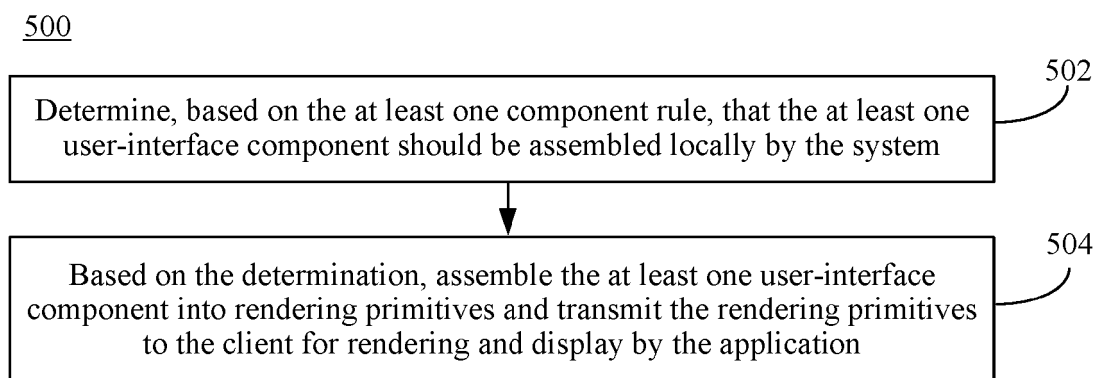 500
502
Determine, based on the at least one component rule, that the at least one
user-interface component should be assembled locally by the system
504
Based on the determination, assemble the at least one user-interface
component into rendering primitives and transmit the rendering primitives
to the client for rendering and display by the application